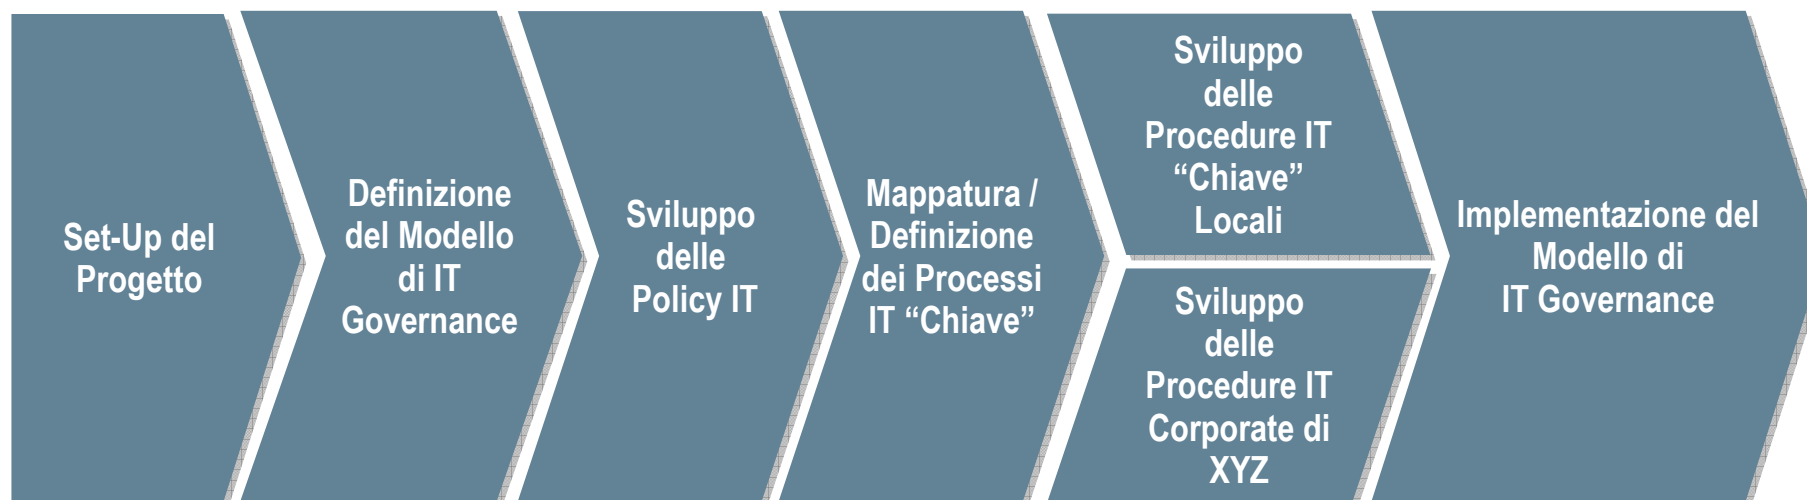 Set-Up del
Progetto
Definizione
del Modello
di IT
Governance
Sviluppo
delle
Policy IT
Mappatura /
Definizione
dei Processi
IT “Chiave”
Sviluppo
delle
Procedure IT
“Chiave”
Locali
Sviluppo
delle
Procedure IT
Corporate di
XYZ
Implementazione del
Modello di
IT Governance